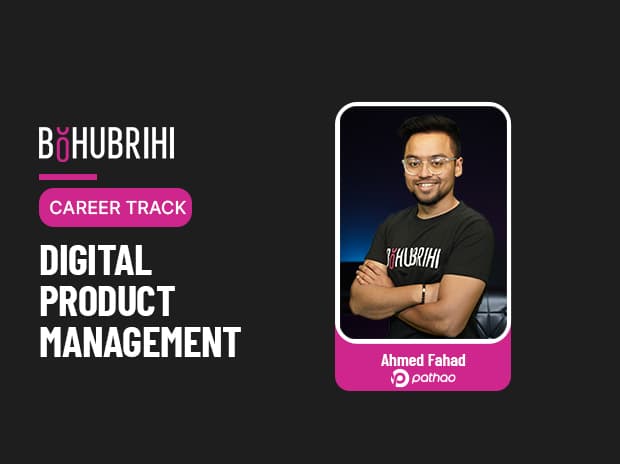 BOHUBRIHI
CAREER TRACK
DIGITAL
PRODUCT
MANAGEMENT
BOHUBRIHI
Ahmed Fahad
pathao